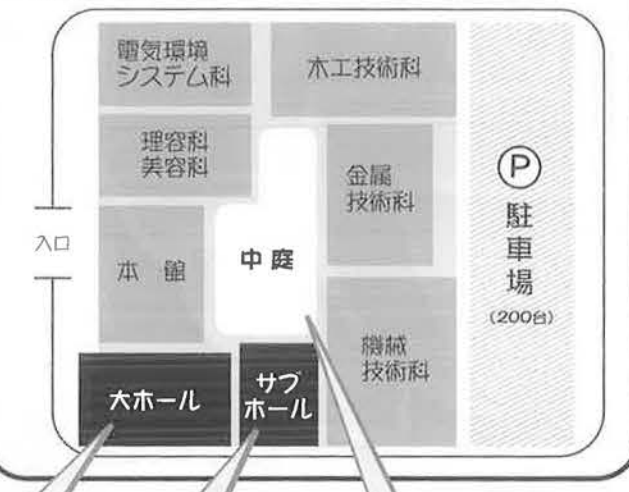 電気環境
システム科
木工技術科
理容科
美容科
金属
技術科
Ⓟ
駐車場
(200台)
入口
本館
中庭
機械
技術科
大ホール
サブ
ホール